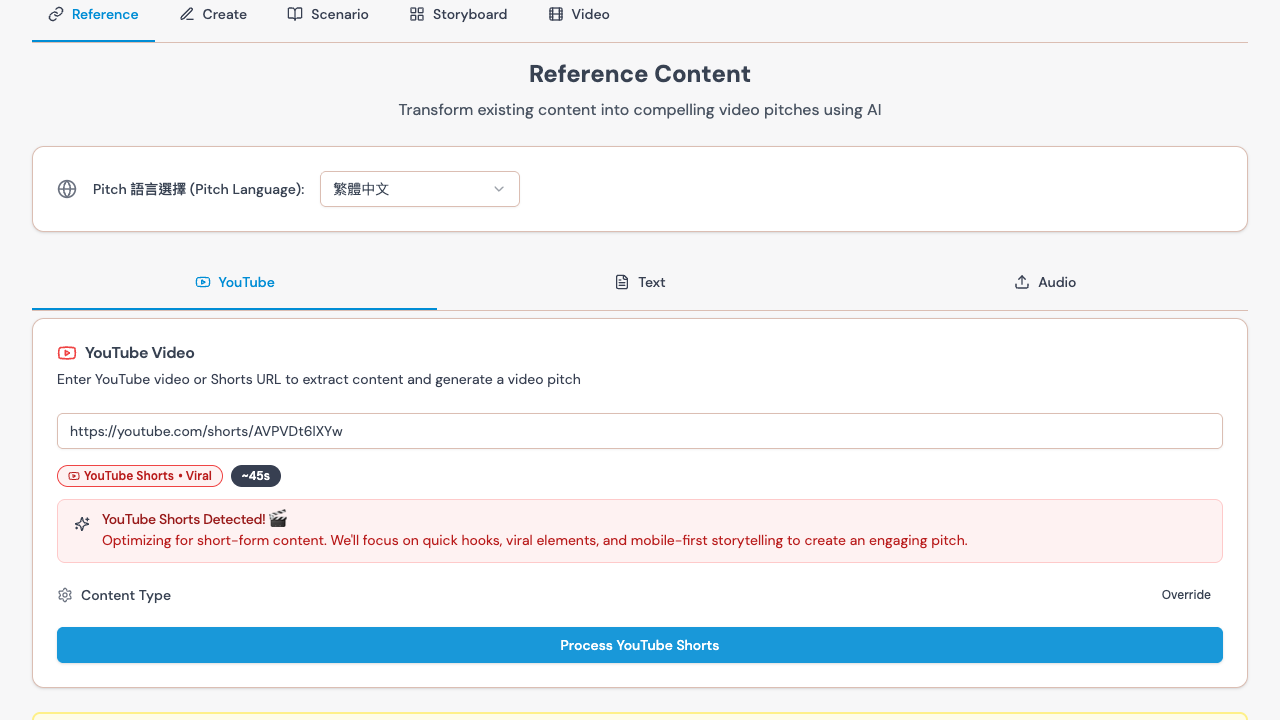 Reference
Create
Scenario
Storyboard
Video
Reference Content
Transform existing content into compelling video pitches using AI
Pitch 語言選擇 (Pitch Language):
繁體中文
YouTube
Text
Audio
YouTube Video
Enter YouTube video or Shorts URL to extract content and generate a video pitch
https://youtube.com/shorts/AVPVDt6lXYw
YouTube Shorts • Viral
~45s
YouTube Shorts Detected! 🎬
Optimizing for short-form content. We'll focus on quick hooks, viral elements, and mobile-first storytelling to create an engaging pitch.
Content Type
Override
Process YouTube Shorts